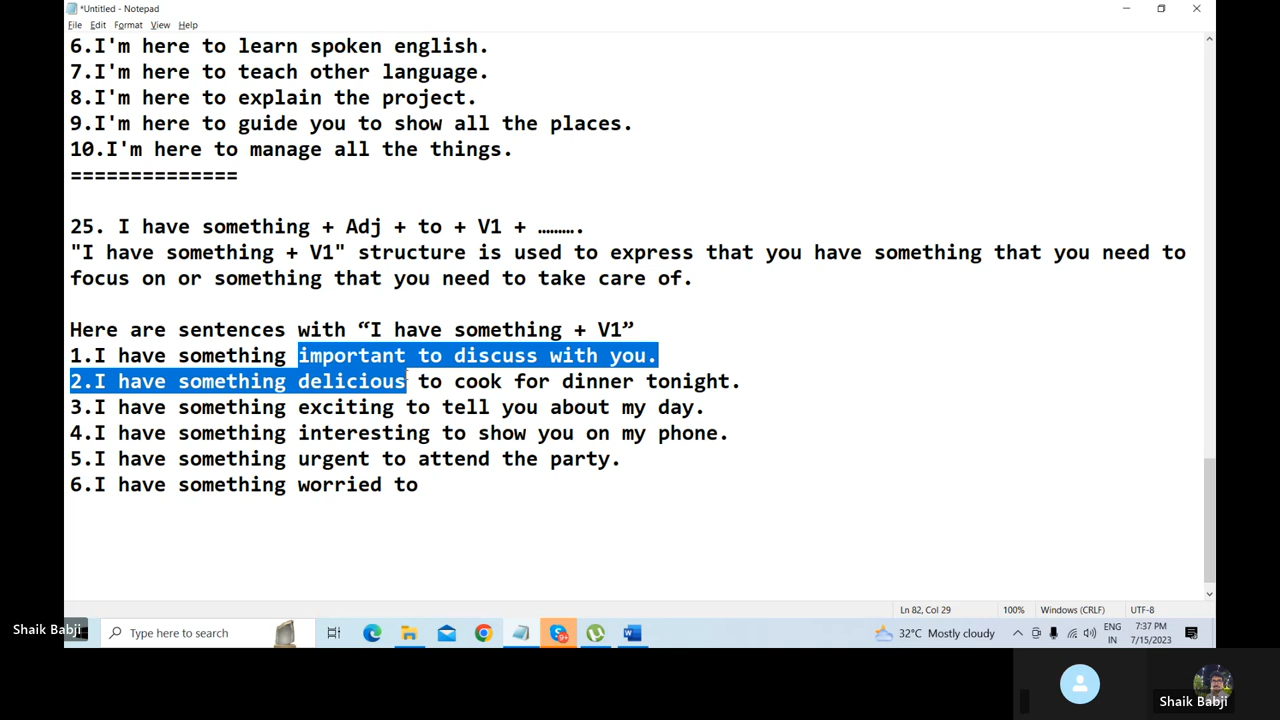 *Untitled - Notepad
File Edit Format View Help
6.I'm here to learn spoken english.
7.I'm here to teach other language.
8.I'm here to explain the project.
9.I'm here to guide you to show all the places.
10.I'm here to manage all the things.
==============
25. I have something + Adj + to + V1 + ……….
"I have something + V1" structure is used to express that you have something that you need to
focus on or something that you need to take care of.
Here are sentences with “I have something + V1”
1.I have something important to discuss with you.
2.I have something delicious to cook for dinner tonight.
3.I have something exciting to tell you about my day.
4.I have something interesting to show you on my phone.
5.I have something urgent to attend the party.
6.I have something worried to
Ln 82, Col 29 100% Windows (CRLF) UTF-8
Shaik Babji
Type here to search
32°C Mostly cloudy
ENG
IN
7:37 PM
7/15/2023
Shaik Babji